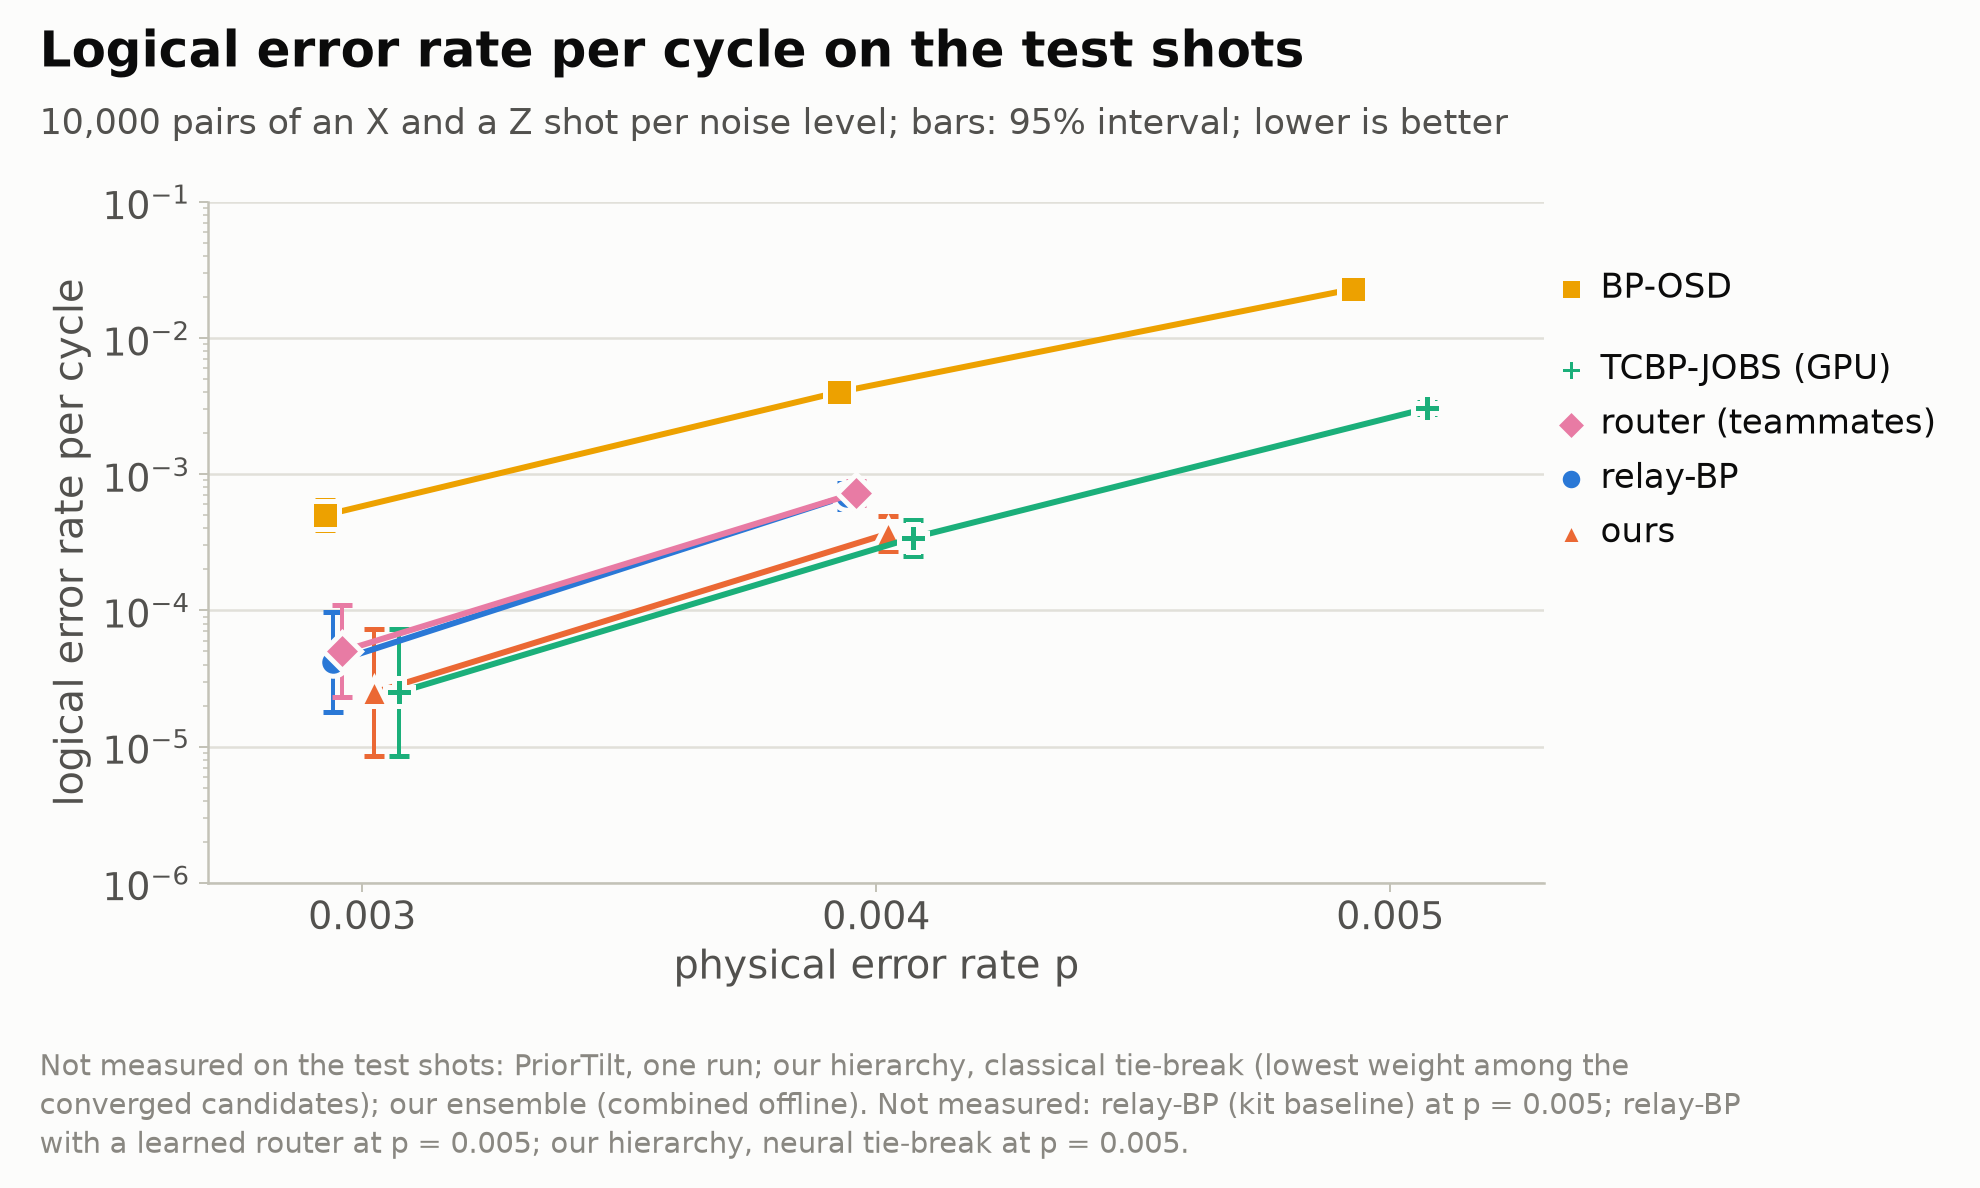 Logical error rate per cycle on the test shots
10,000 pairs of an X and a Z shot per noise level; bars: 95% interval; lower is better
logical error rate per cycle
10⁻¹
10⁻²
10⁻³
10⁻⁴
10⁻⁵
10⁻⁶
0.003
0.004
0.005
physical error rate p
BP-OSD
TCBP-JOBS (GPU)
router (teammates)
relay-BP
ours
Not measured on the test shots: PriorTilt, one run; our hierarchy, classical tie-break (lowest weight among the
converged candidates); our ensemble (combined offline). Not measured: relay-BP (kit baseline) at p = 0.005; relay-BP
with a learned router at p = 0.005; our hierarchy, neural tie-break at p = 0.005.